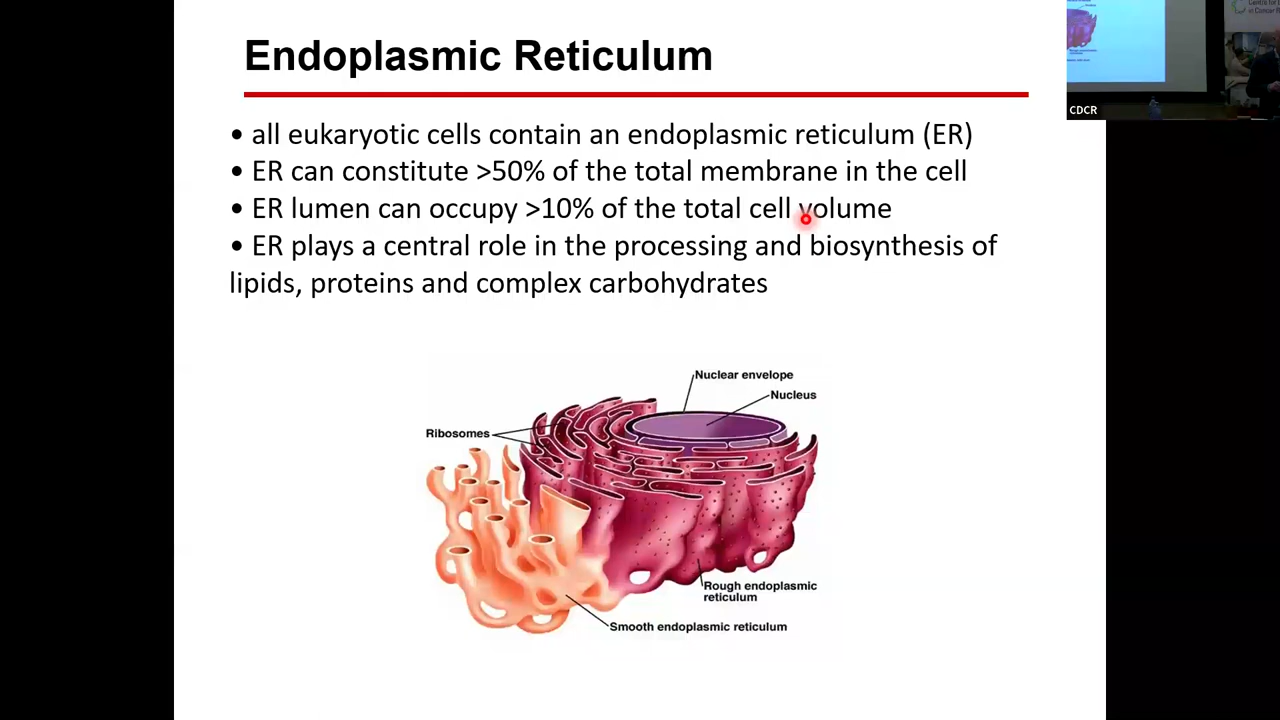 Endoplasmic Reticulum
• all eukaryotic cells contain an endoplasmic reticulum (ER)
• ER can constitute >50% of the total membrane in the cell
• ER lumen can occupy >10% of the total cell volume
• ER plays a central role in the processing and biosynthesis of
lipids, proteins and complex carbohydrates
CDCR
Nuclear envelope
Nucleus
Ribosomes
Rough endoplasmic
reticulum
Smooth endoplasmic reticulum